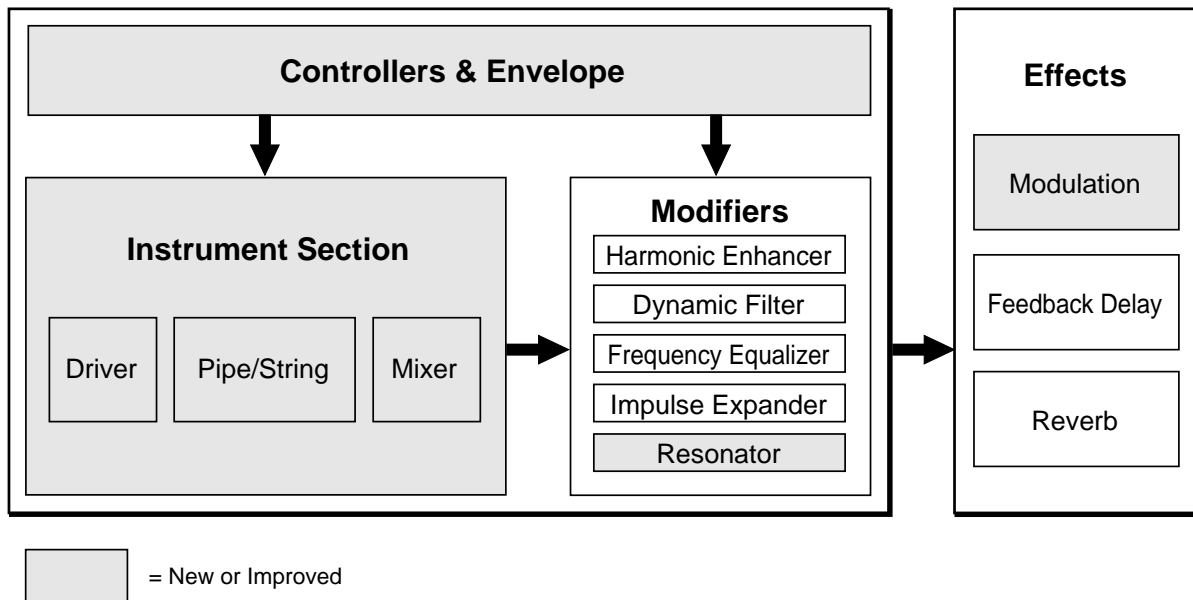 Controllers & Envelope
Instrument Section
Driver
Pipe/String
Mixer
Modifiers
Harmonic Enhancer
Dynamic Filter
Frequency Equalizer
Impulse Expander
Resonator
Effects
Modulation
Feedback Delay
Reverb
= New or Improved